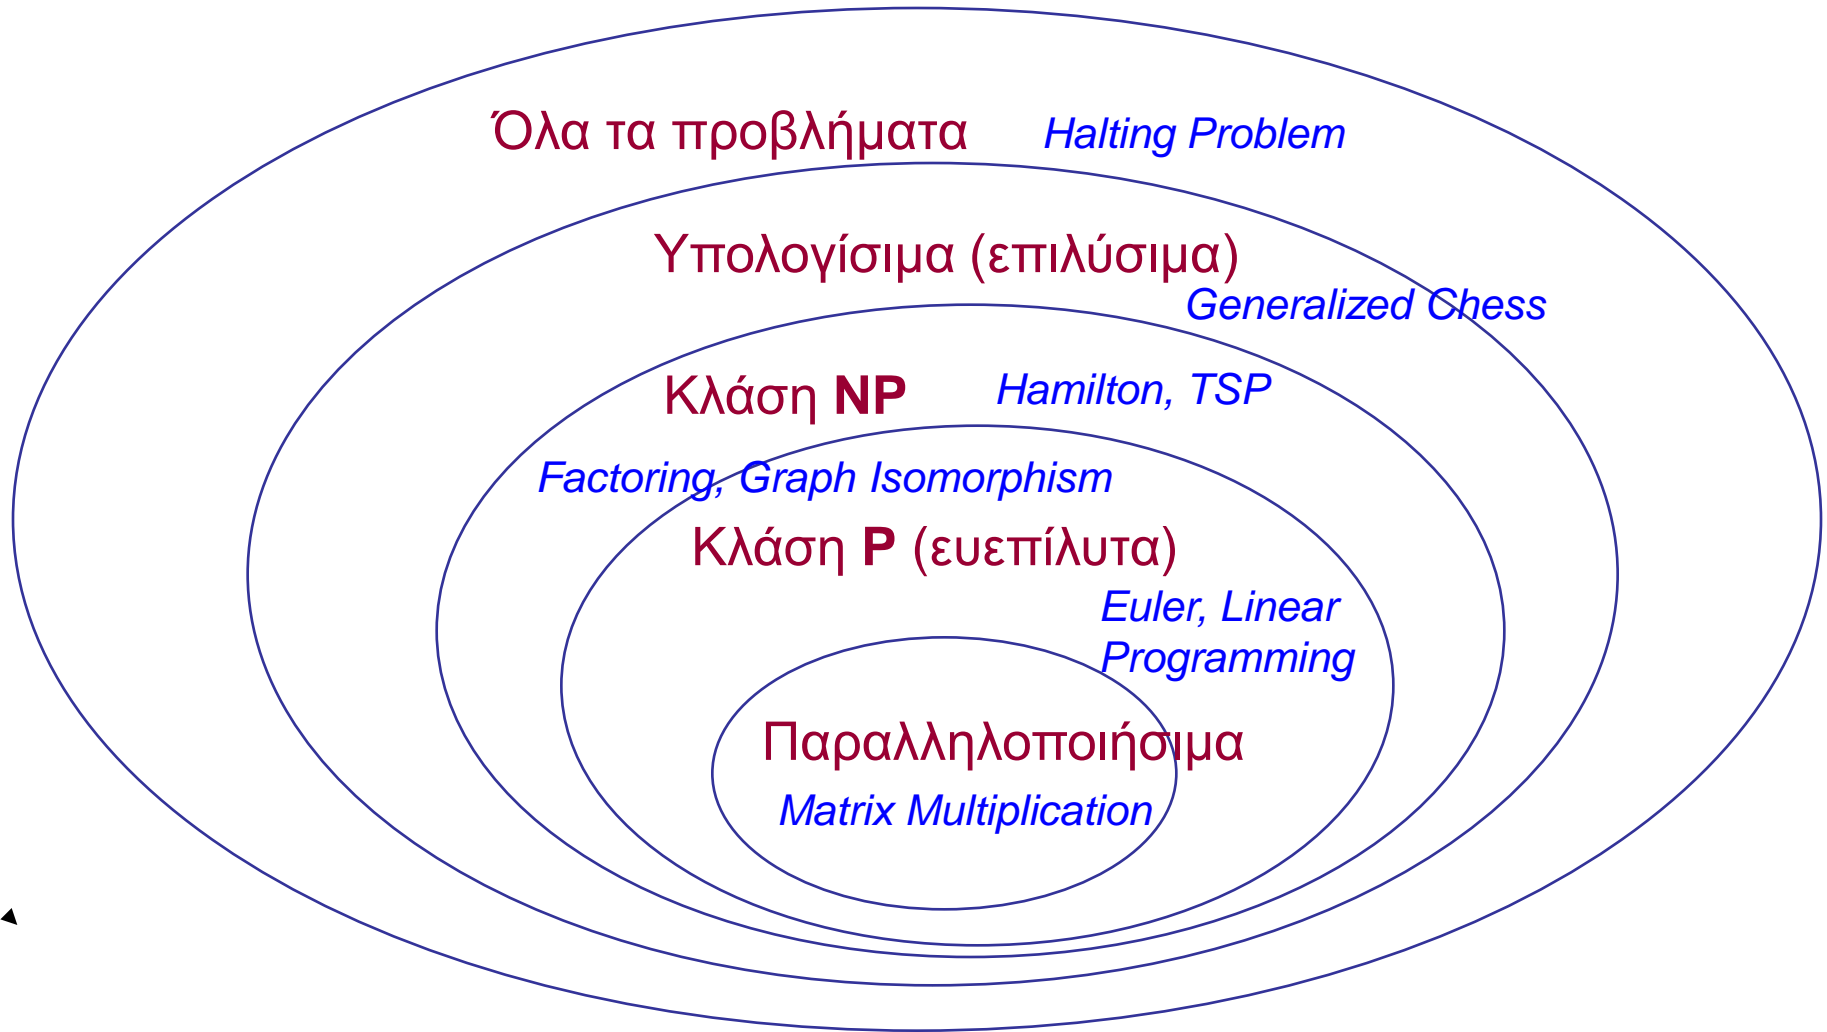 Όλα τα προβλήματα Halting Problem
Υπολογίσιμα (επιλύσιμα)
Generalized Chess
Κλάση NP Hamilton, TSP
Factoring, Graph Isomorphism
Κλάση P (ευεπίλυτα)
Euler, Linear
Programming
Παραλληλοποιήσιμα
Matrix Multiplication